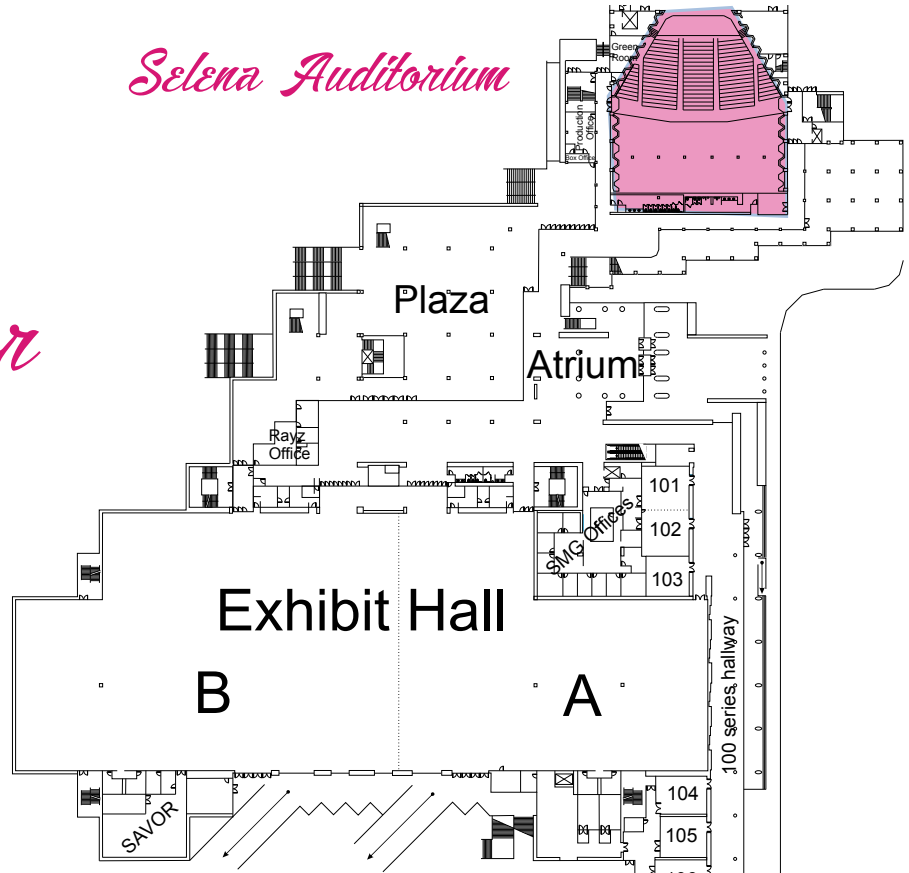 Selena Auditorium
Green
Room
Production
Office
Box Office
Plaza
Atrium
Rayz
Office
101
102
SMG Offices
103
Exhibit Hall
B
A
100 series hallway
104
SAVOR
105